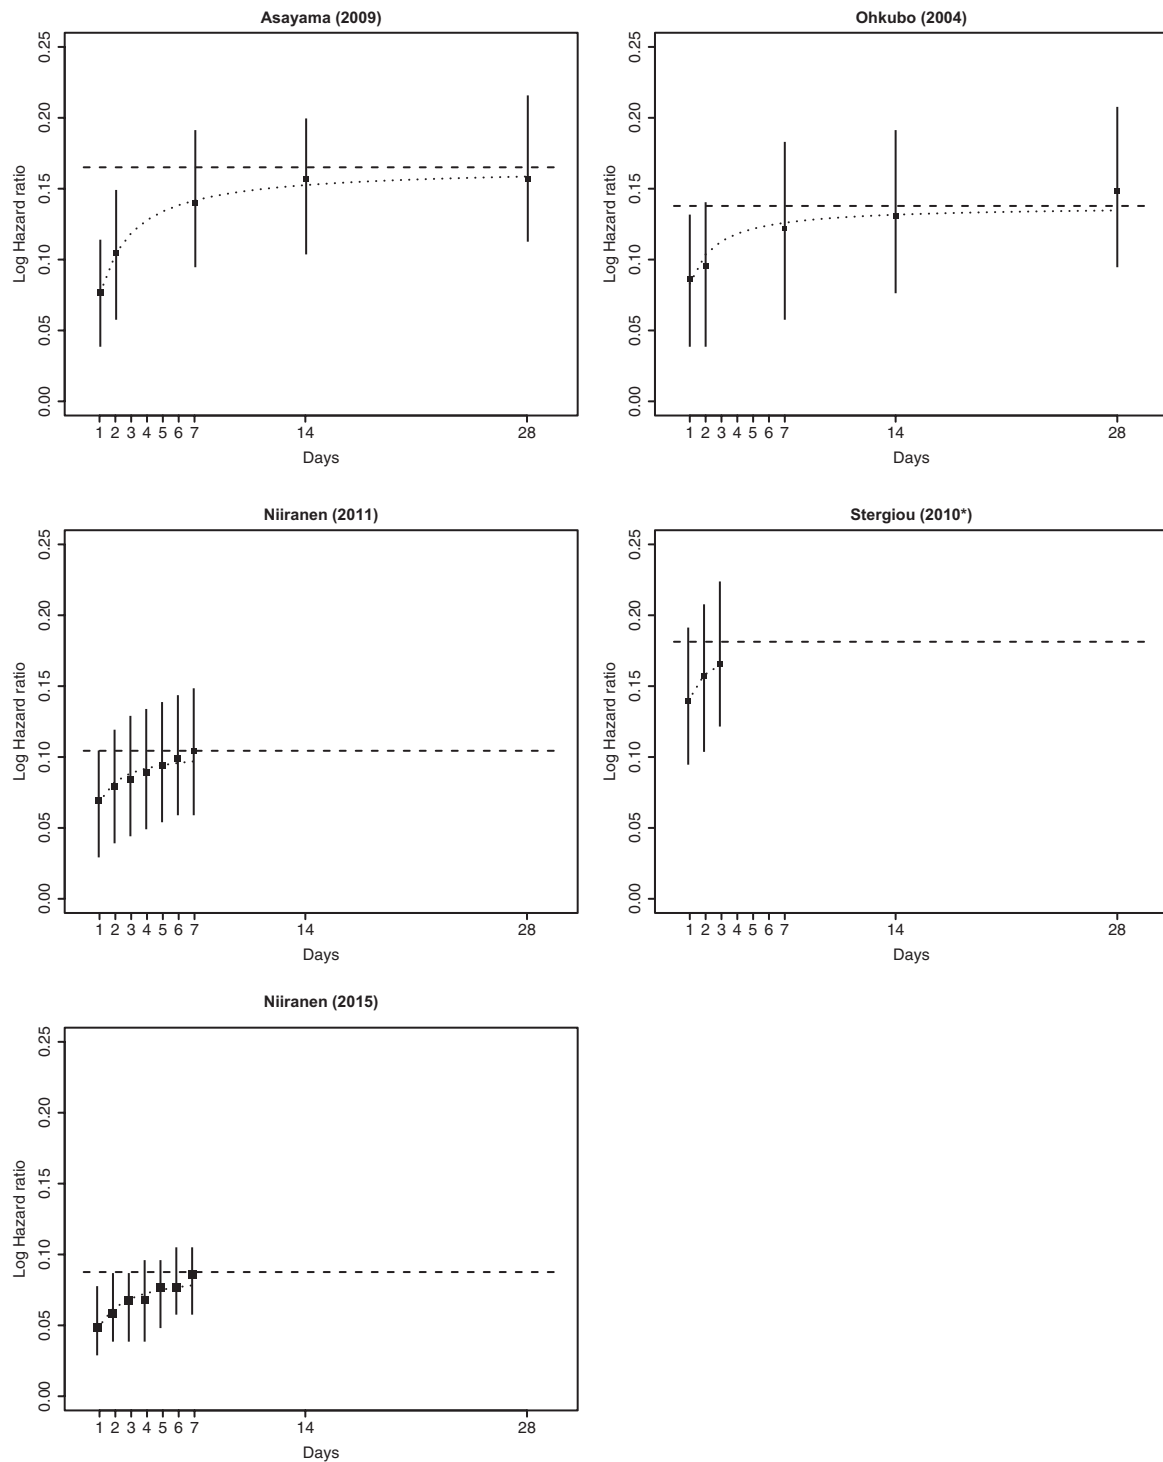 Asayama (2009)
Log Hazard ratio
0.25
0.20
0.15
0.10
0.05
0.00
1 2 3 4 5 6 7 14 28
Days
Ohkubo (2004)
Log Hazard ratio
0.25
0.20
0.15
0.10
0.05
0.00
1 2 3 4 5 6 7 14 28
Days
Niiranen (2011)
Log Hazard ratio
0.25
0.20
0.15
0.10
0.05
0.00
1 2 3 4 5 6 7 14 28
Days
Stergiou (2010*)
Log Hazard ratio
0.25
0.20
0.15
0.10
0.05
0.00
1 2 3 4 5 6 7 14 28
Days
Niiranen (2015)
Log Hazard ratio
0.25
0.20
0.15
0.10
0.05
0.00
1 2 3 4 5 6 7 14 28
Days